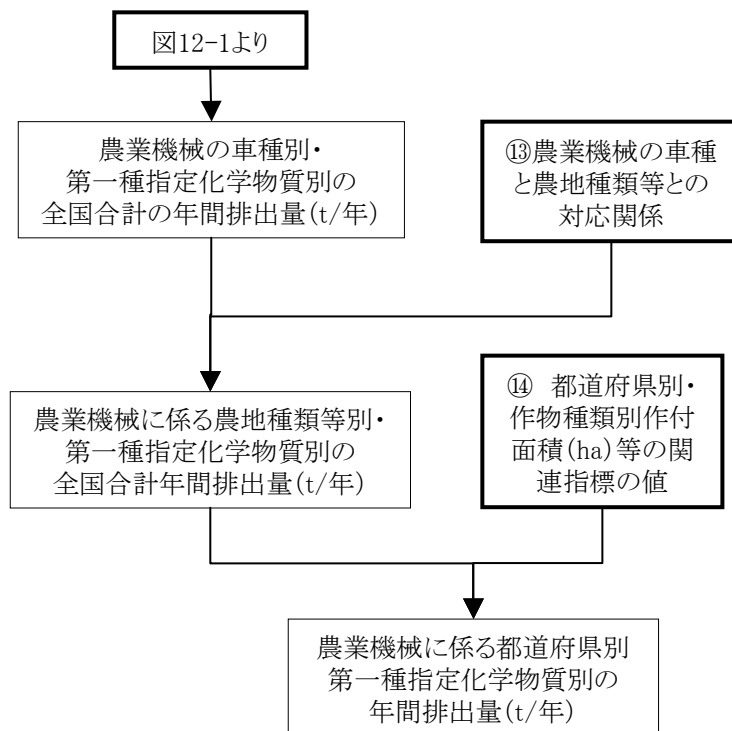 図12-1より
農業機械の車種別・
第一種指定化学物質別の
全国合計の年間排出量(t/年)
⑬農業機械の車種
と農地種類等との
対応関係
農業機械に係る農地種類等別・
第一種指定化学物質別の
全国合計年間排出量(t/年)
⑭ 都道府県別・
作物種類別作付
面積(ha)等の関
連指標の値
農業機械に係る都道府県別
第一種指定化学物質別の
年間排出量(t/年)